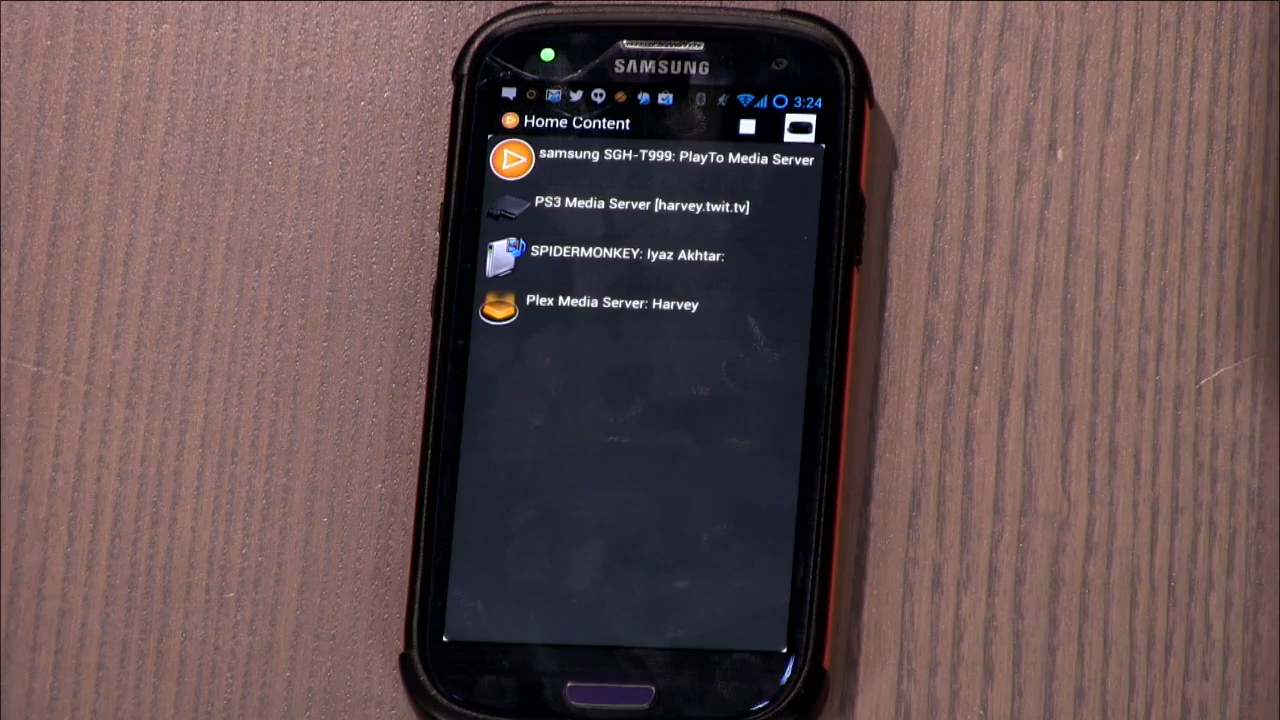 SAMSUNG
3:24
Home Content
samsung SGH-T999: PlayTo Media Server
PS3 Media Server [harvey.twit.tv]
SPIDERMONKEY: Iyaz Akhtar:
Plex Media Server: Harvey